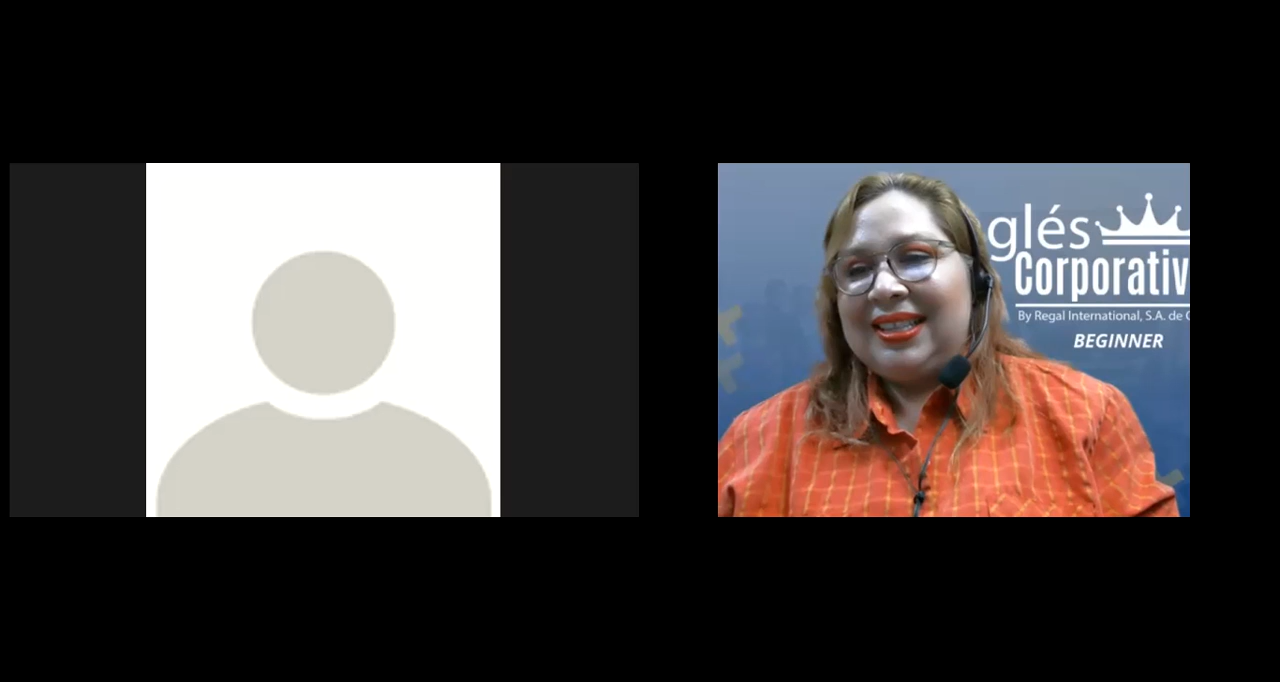 glés
Corporativ
By Regal International, S.A. de C
BEGINNER